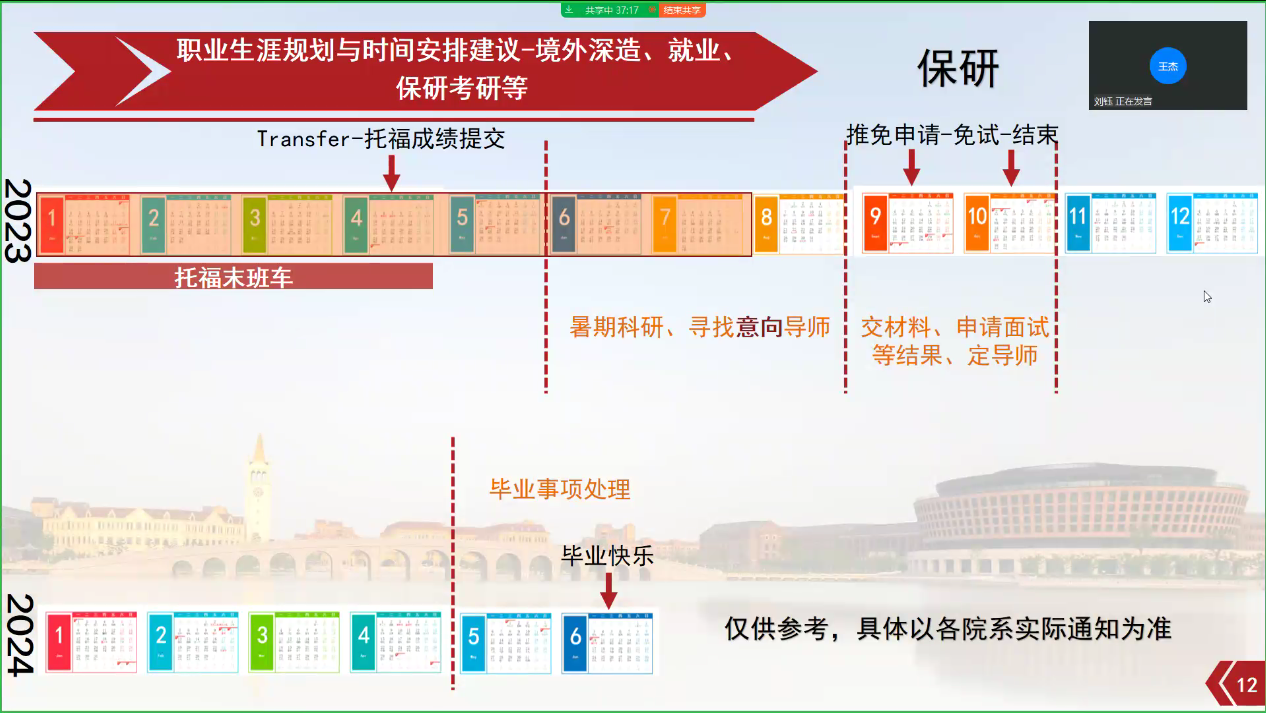 共享中 37:17
结束共享
职业生涯规划与时间安排建议-境外深造、就业、
保研考研等
保研
王杰
刘钰 正在发言
Transfer-托福成绩提交
推免申请-免试-结束
2023
1
2
3
4
5
6
7
8
9
10
11
12
托福末班车
暑期科研、寻找意向导师
交材料、申请面试
等结果、定导师
毕业事项处理
毕业快乐
2024
1
2
3
4
5
6
仅供参考，具体以各院系实际通知为准
12